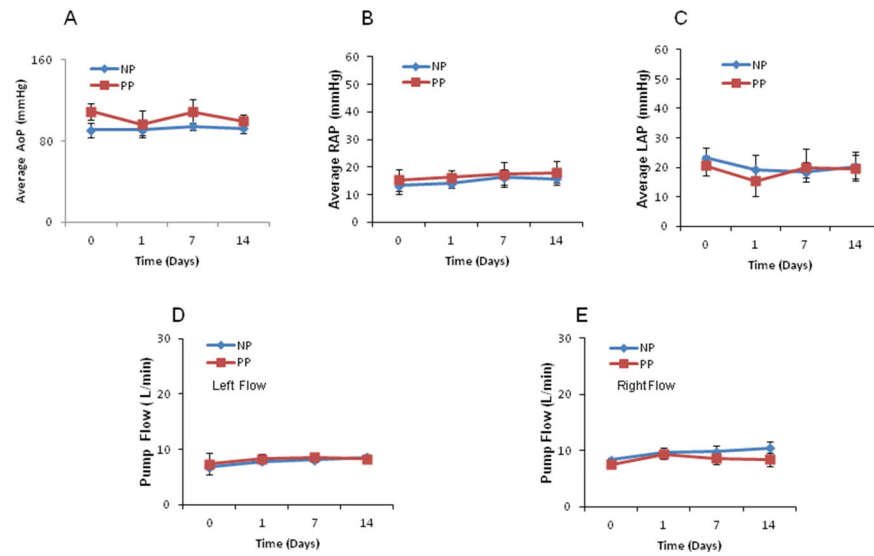 A
Average AoP (mmHg)
160
80
0
NP
PP
0 1 7 14
Time (Days)
B
Average RAP (mmHg)
60
50
40
30
20
10
0
NP
PP
0 1 7 14
Time (Days)
C
Average LAP (mmHg)
60
50
40
30
20
10
0
NP
PP
0 1 7 14
Time (Days)
D
Pump Flow ( L/min)
30
20
10
0
NP
PP
Left Flow
0 1 7 14
Time (Days)
E
Pump Flow (L/min)
30
20
10
0
NP
PP
Right Flow
0 1 7 14
Time (Days)